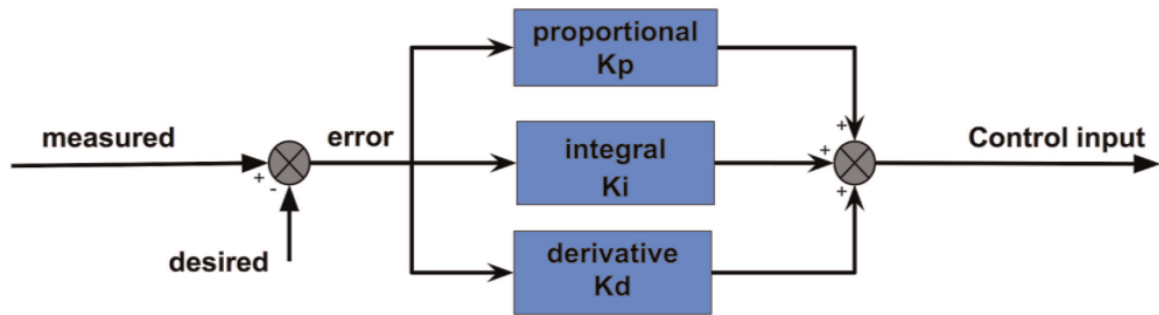 proportional
Kp
measured
error
+
-
desired
integral
Ki
derivative
Kd
+
+
+
Control input